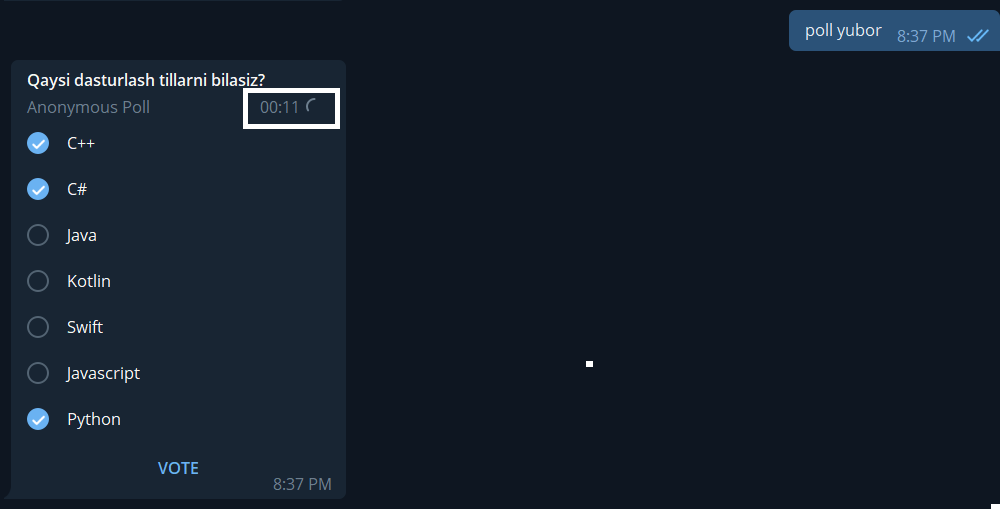 poll yubor 8:37 PM
Qaysi dasturlash tillarni bilasiz?
Anonymous Poll 00:11
C++
C#
Java
Kotlin
Swift
Javascript
Python
VOTE
8:37 PM